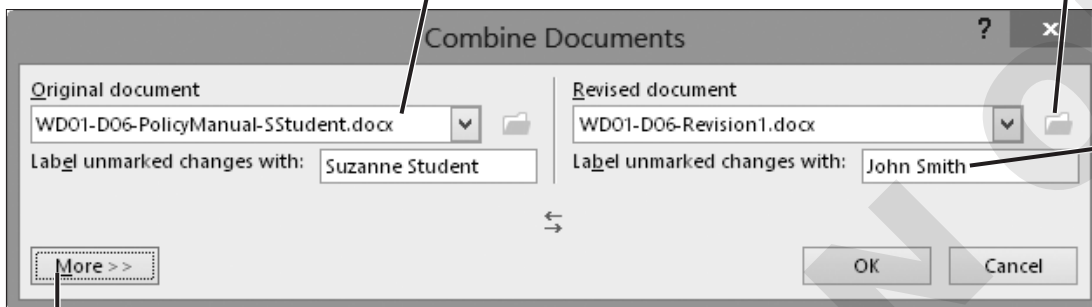 Combine Documents
? x
Original document
WD01-D06-PolicyManual-SStudent.docx
Label unmarked changes with: Suzanne Student
Revised document
WD01-D06-Revision1.docx
Label unmarked changes with: John Smith
More >>
OK
Cancel